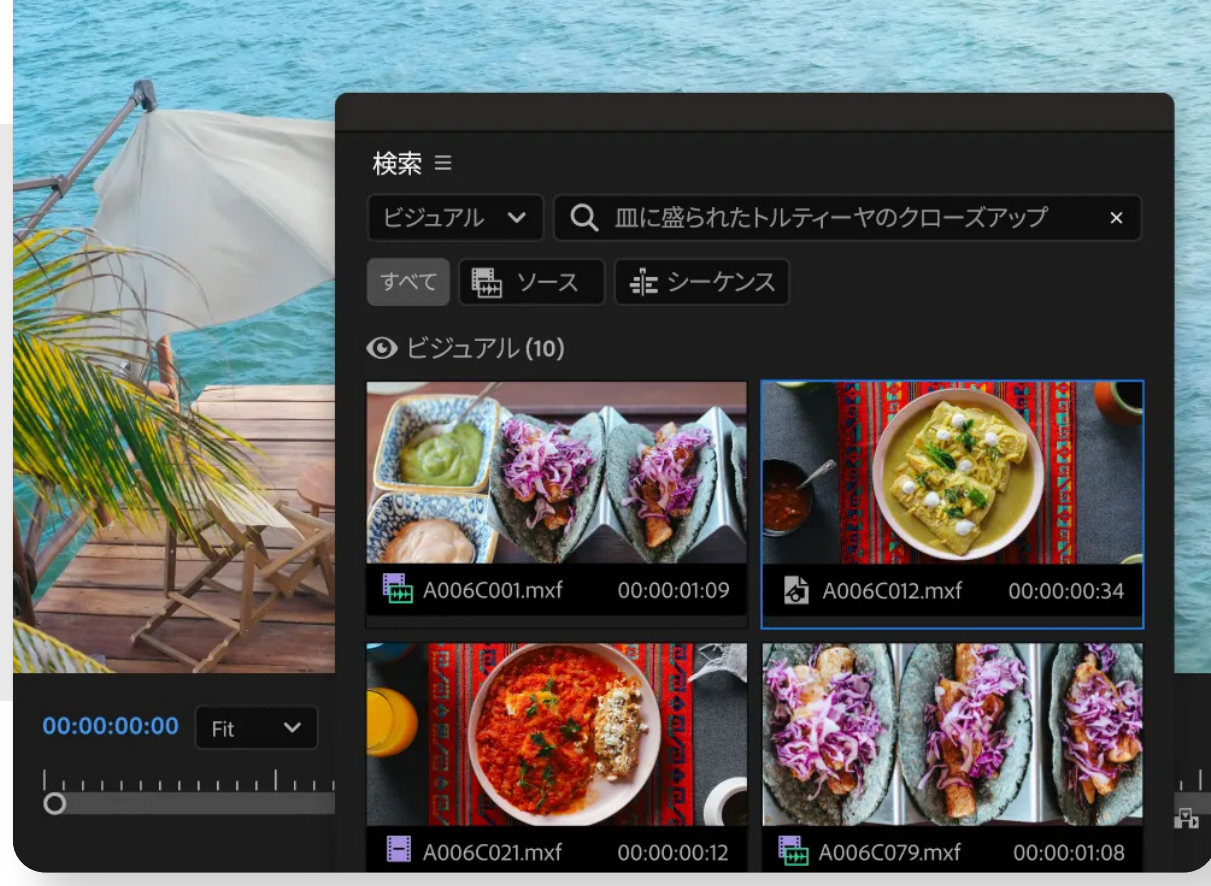 検索
ビジュアル
皿に盛られたトルティーヤのクローズアップ
すべて
ソース
シーケンス
ビジュアル (10)
A006C001.mxf 00:00:01:09
A006C012.mxf 00:00:00:34
00:00:00:00 Fit
A006C021.mxf 00:00:00:12
A006C079.mxf 00:00:01:08